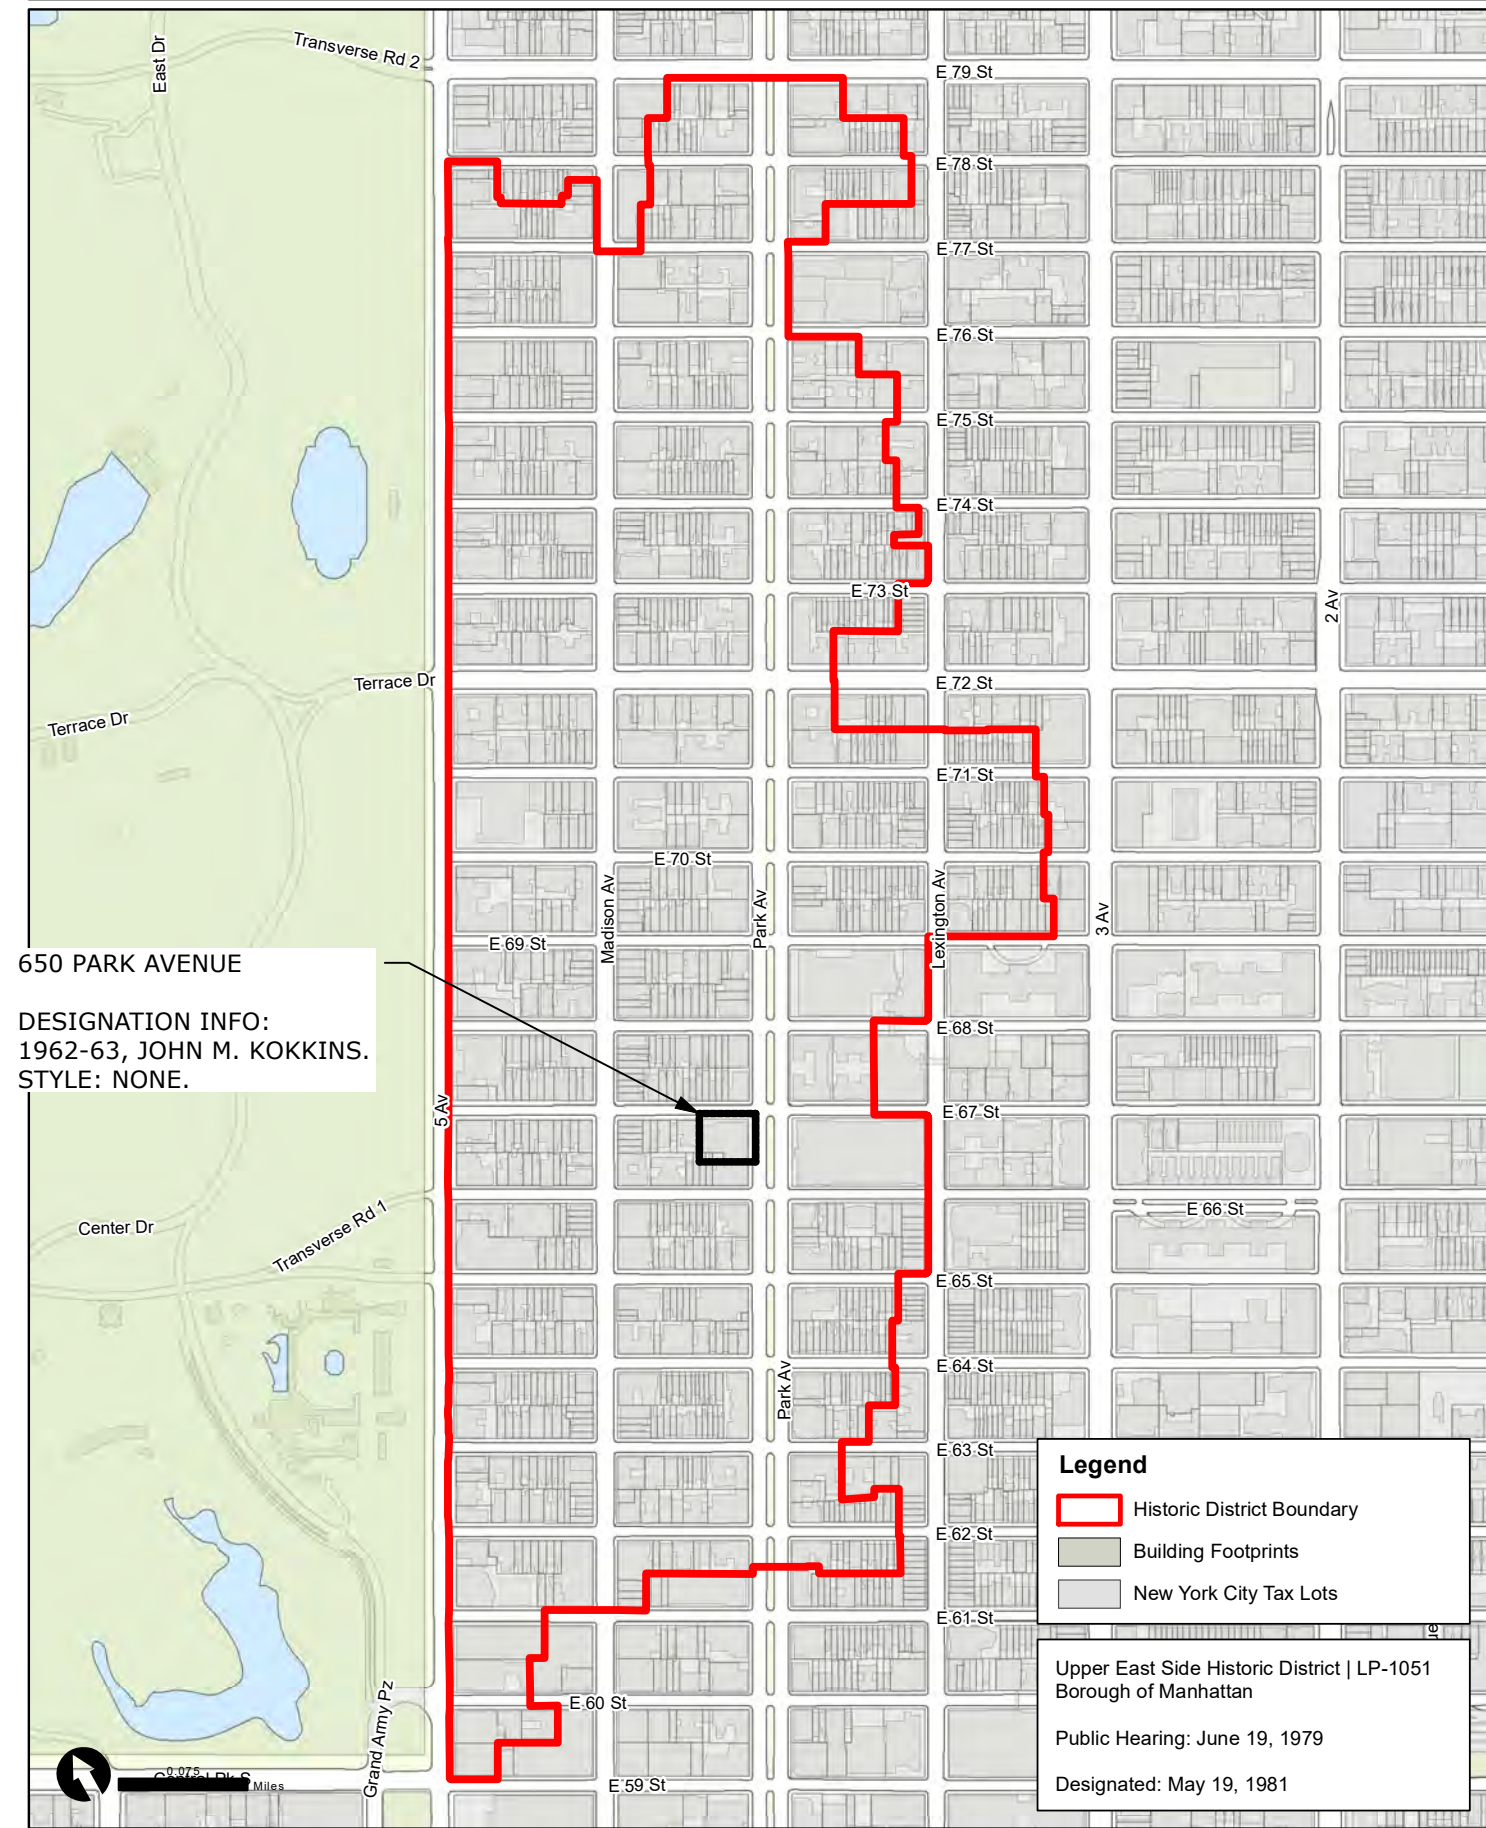 East Dr
Transverse Rd 2
E 79 St
E 78 St
E 77 St
E 76 St
E 75 St
E 74 St
E 73 St
2 Av
Terrace Dr
E 72 St
Terrace Dr
E 71 St
E 70 St
Madison Av
Park Av
Lexington Av
3 Av
E 69 St
650 PARK AVENUE
DESIGNATION INFO:
1962-63, JOHN M. KOKKINS.
STYLE: NONE.
E 68 St
5 Av
E 67 St
E 66 St
Center Dr
Transverse Rd 1
E 65 St
E 64 St
Park Av
E 63 St
Legend
Historic District Boundary
E 62 St
Building Footprints
New York City Tax Lots
E 61 St
ue
Upper East Side Historic District | LP-1051
Borough of Manhattan
E 60 St
Grand Army Pz
Public Hearing: June 19, 1979
0.075
Central Pk S
Miles
E 59 St
Designated: May 19, 1981